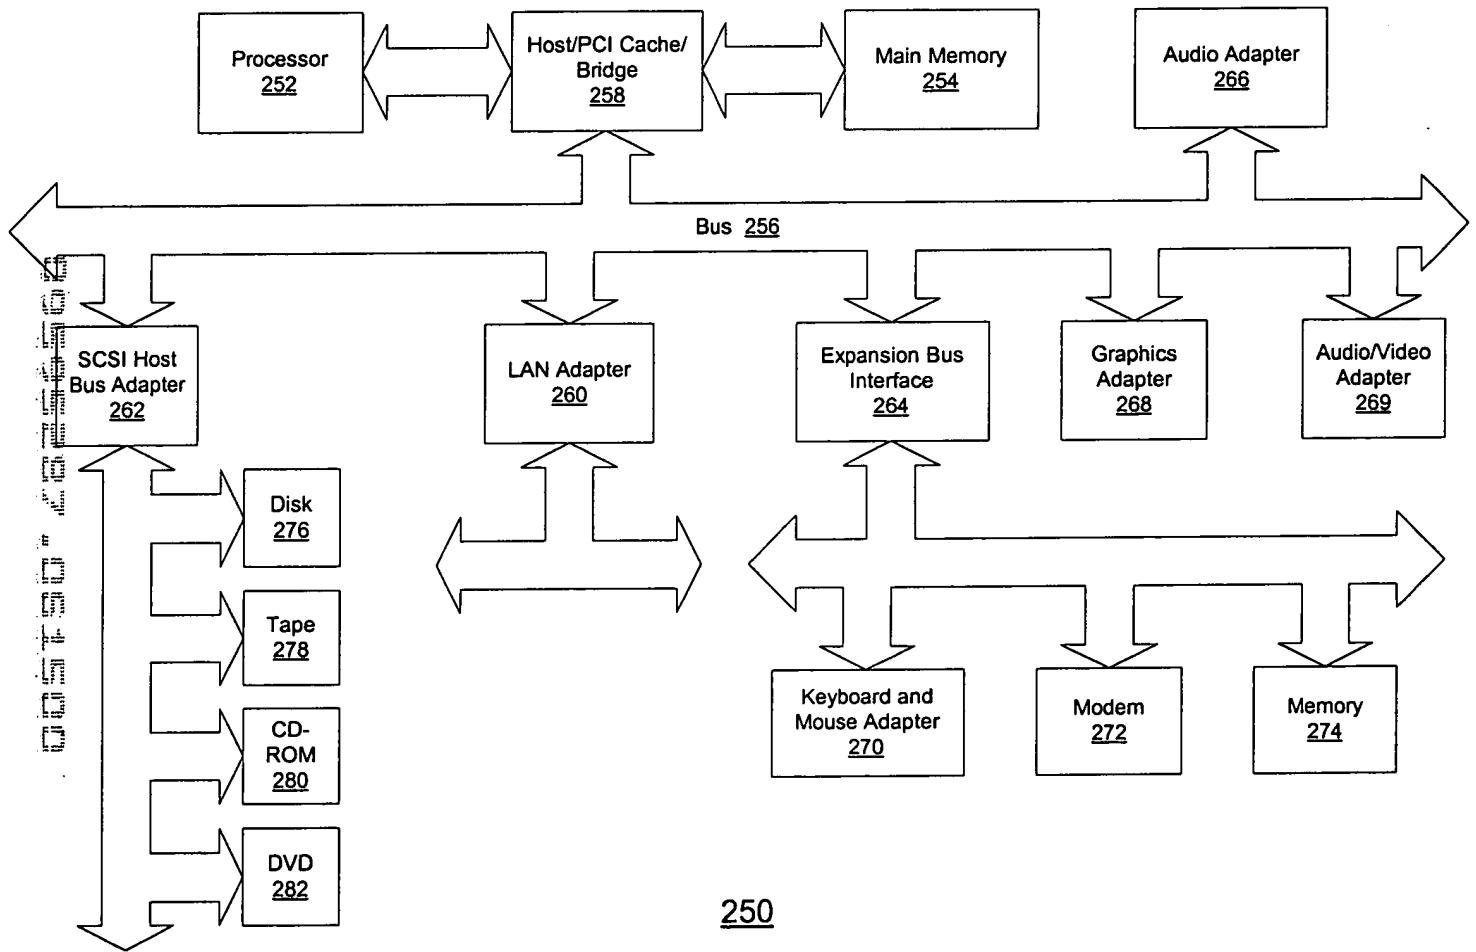 Processor
252
Host/PCI Cache/
Bridge
258
Main Memory
254
Audio Adapter
266
Bus 256
SCSI Host
Bus Adapter
262
LAN Adapter
260
Expansion Bus
Interface
264
Graphics
Adapter
268
Audio/Video
Adapter
269
Disk
276
Tape
278
CD-
ROM
280
DVD
282
Keyboard and
Mouse Adapter
270
Modem
272
Memory
274
250